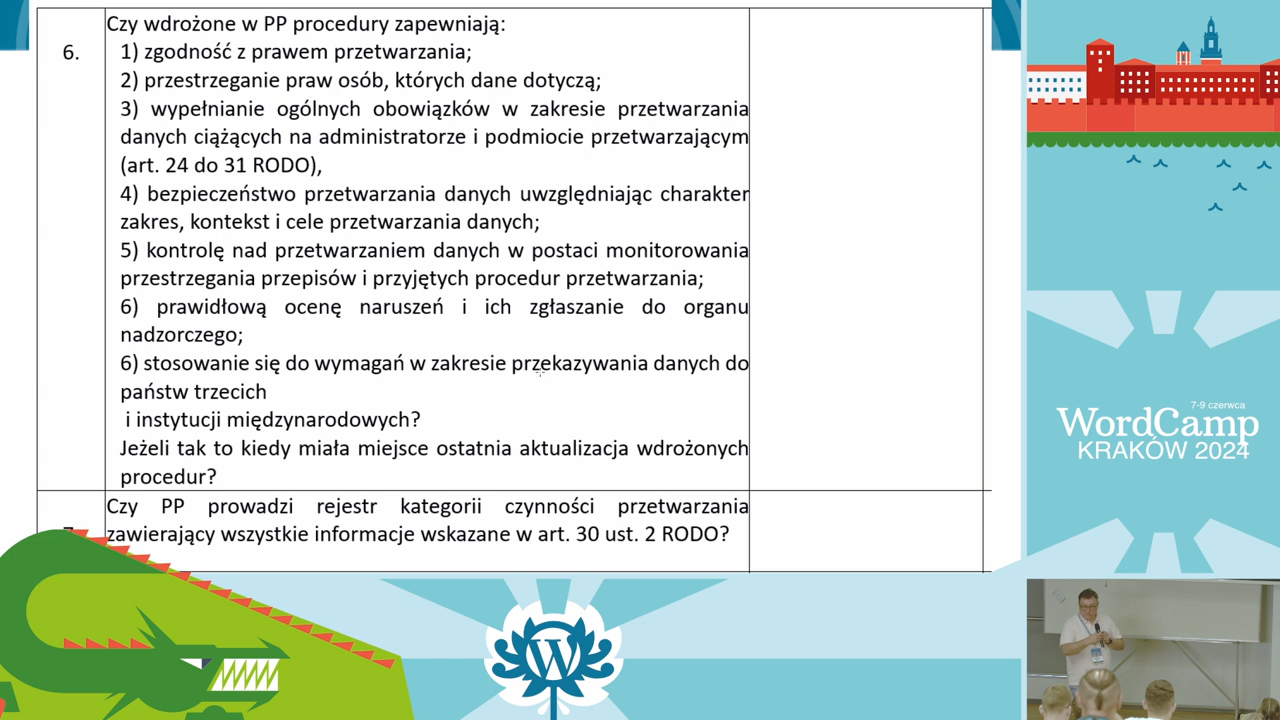 Czy wdrożone w PP procedury zapewniają:
6.
1) zgodność z prawem przetwarzania;
2) przestrzeganie praw osób, których dane dotyczą;
3) wypełnianie ogólnych obowiązków w zakresie przetwarzania
danych ciążących na administratorze i podmiocie przetwarzającym
(art. 24 do 31 RODO),
4) bezpieczeństwo przetwarzania danych uwzględniając charakter
zakres, kontekst i cele przetwarzania danych;
5) kontrolę nad przetwarzaniem danych w postaci monitorowania
przestrzegania przepisów i przyjętych procedur przetwarzania;
6) prawidłową ocenę naruszeń i ich zgłaszanie do organu
nadzorczego;
6) stosowanie się do wymagań w zakresie przekazywania danych do
państw trzecich
i instytucji międzynarodowych?
Jeżeli tak to kiedy miała miejsce ostatnia aktualizacja wdrożonych
procedur?
Czy PP prowadzi rejestr kategorii czynności przetwarzania
zawierający wszystkie informacje wskazane w art. 30 ust. 2 RODO?
7-9 czerwca
WordCamp
KRAKÓW 2024
W